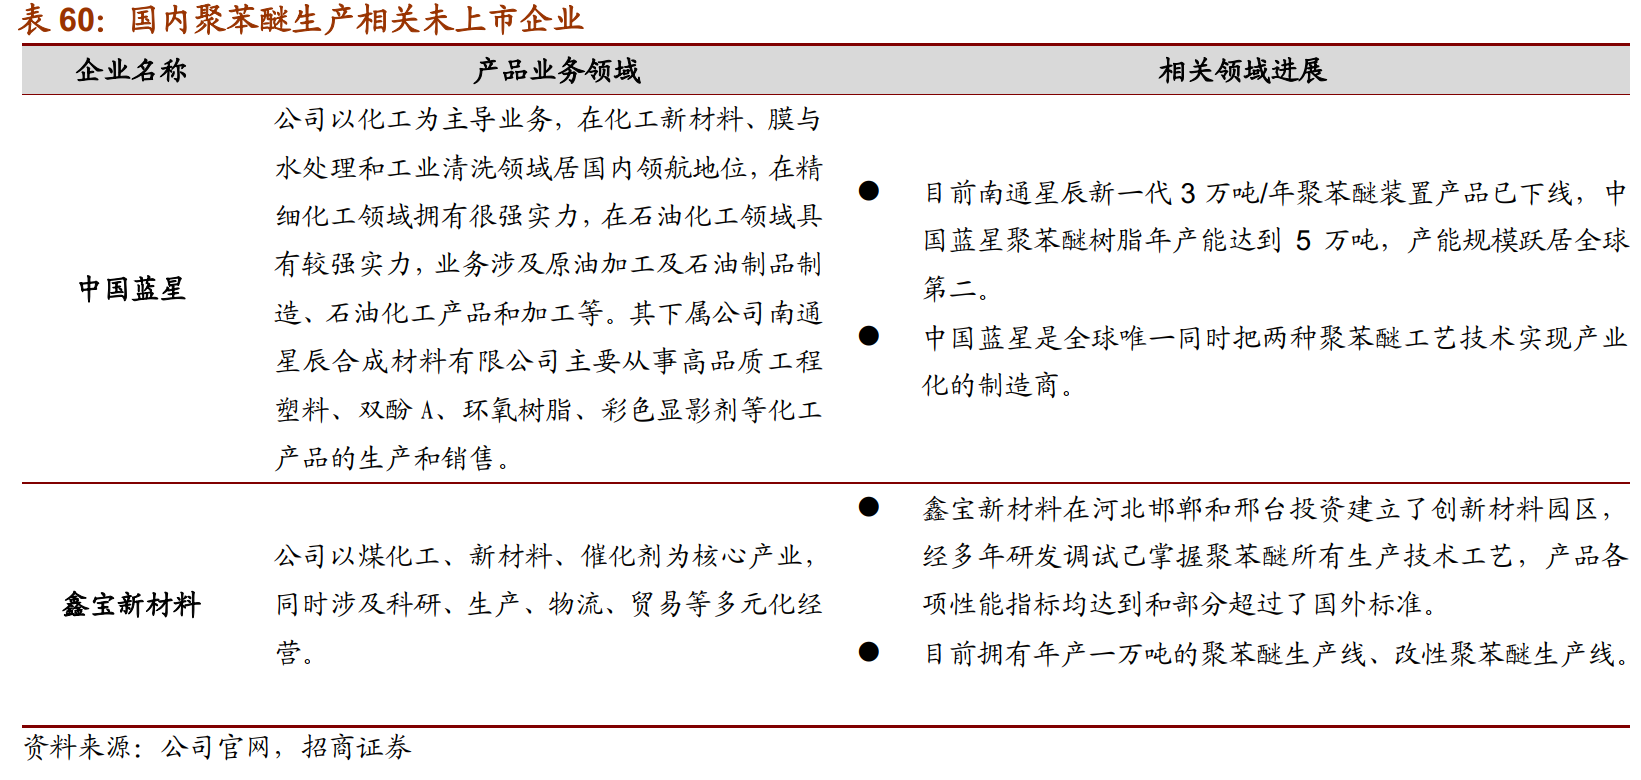 表 60：国内聚苯醚生产相关未上市企业
企业名称 产品业务领域 相关领域进展
中国蓝星
公司以化工为主导业务，在化工新材料、膜与
水处理和工业清洗领域居国内领航地位，在精
细化工领域拥有很强实力，在石油化工领域具
有较强实力，业务涉及原油加工及石油制品制
造、石油化工产品和加工等。其下属公司南通
星辰合成材料有限公司主要从事高品质工程
塑料、双酚 A、环氧树脂、彩色显影剂等化工
产品的生产和销售。
● 目前南通星辰新一代 3 万吨/年聚苯醚装置产品已下线，中
国蓝星聚苯醚树脂年产能达到 5 万吨，产能规模跃居全球
第二。
● 中国蓝星是全球唯一同时把两种聚苯醚工艺技术实现产业
化的制造商。
鑫宝新材料
公司以煤化工、新材料、催化剂为核心产业，
同时涉及科研、生产、物流、贸易等多元化经
营。
● 鑫宝新材料在河北邯郸和邢台投资建立了创新材料园区，
经多年研发调试己掌握聚苯醚所有生产技术工艺，产品各
项性能指标均达到和部分超过了国外标准。
● 目前拥有年产一万吨的聚苯醚生产线、改性聚苯醚生产线。
资料来源：公司官网，招商证券